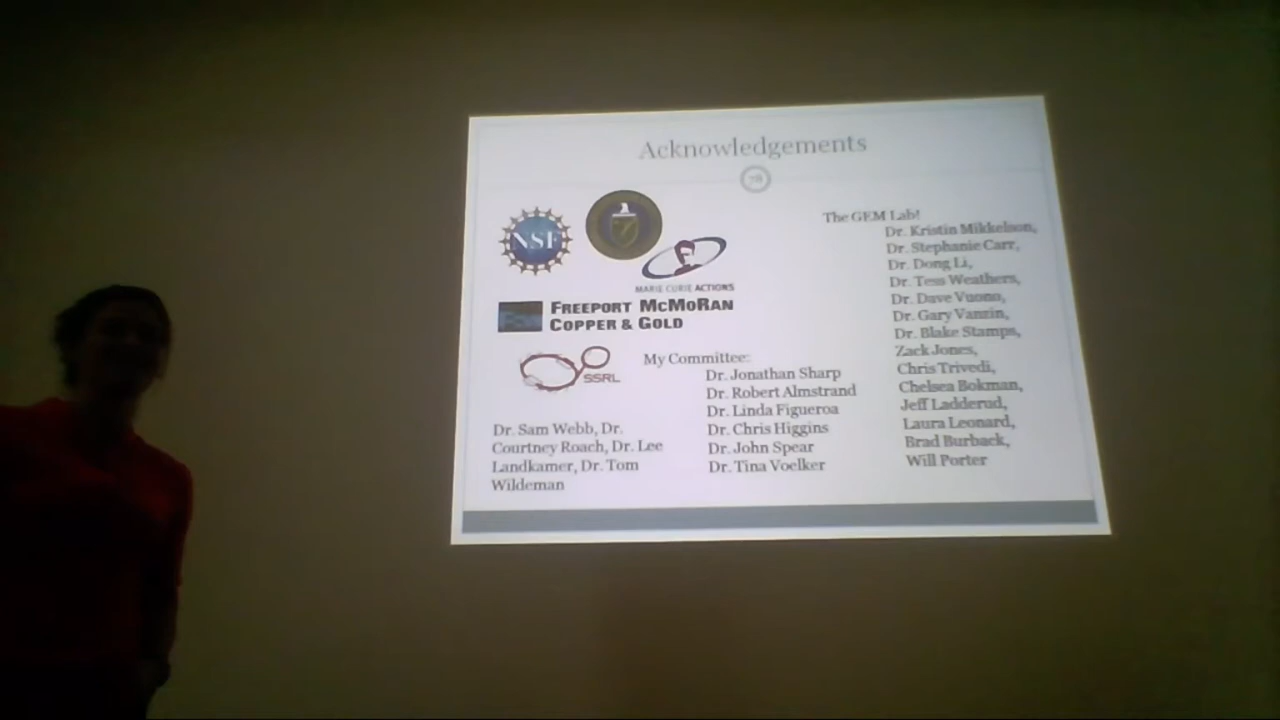 Acknowledgements
NSF
MARIE CURIE ACTIONS
FREEPORT MCMORAN
COPPER & GOLD
SSRL
Dr. Sam Webb, Dr.
Courtney Roach, Dr. Lee
Landkamer, Dr. Tom
Wildeman
My Committee:
Dr. Jonathan Sharp
Dr. Robert Almstrand
Dr. Linda Figueroa
Dr. Chris Higgins
Dr. John Spear
Dr. Tina Voelker
The GEM Lab!
Dr. Kristin Mikkelson,
Dr. Stephanie Carr,
Dr. Dong Li,
Dr. Tess Weathers,
Dr. Dave Vuono,
Dr. Gary Vanzin,
Dr. Blake Stamps,
Zack Jones,
Chris Trivedi,
Chelsea Bokman,
Jeff Ladderud,
Laura Leonard,
Brad Burback,
Will Porter